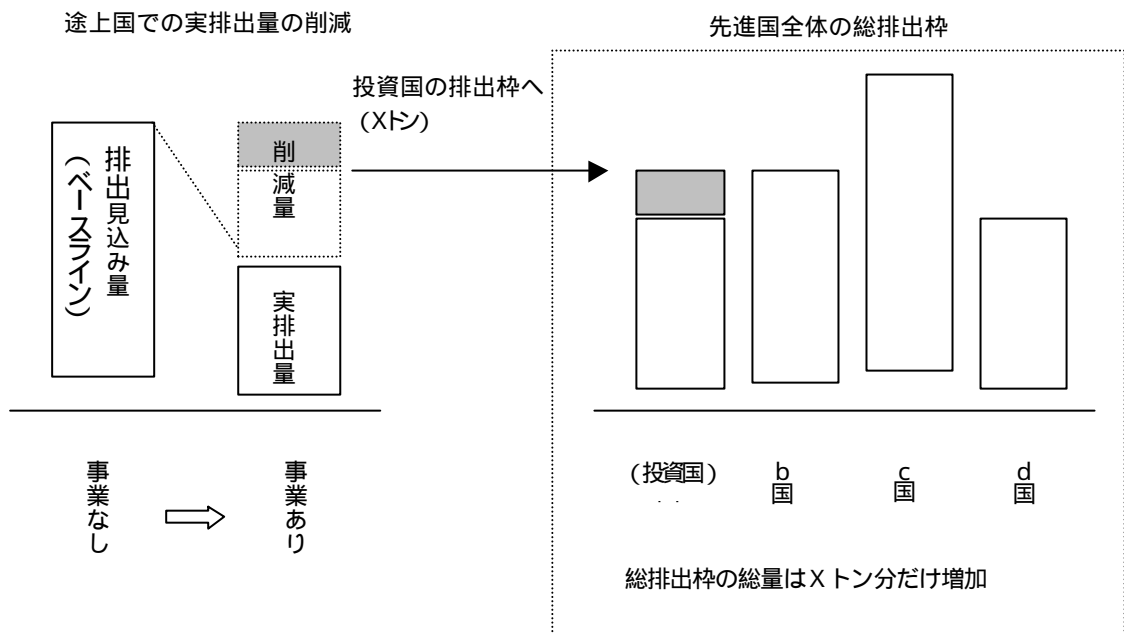 途上国での実排出量の削減
先進国全体の総排出枠
投資国の排出枠へ
(Xトン)
排出見込み量
(ベースライン)
削減量
実排出量
事業なし
事業あり
(投資国)
b国
c国
d国
総排出枠の総量はXトン分だけ増加